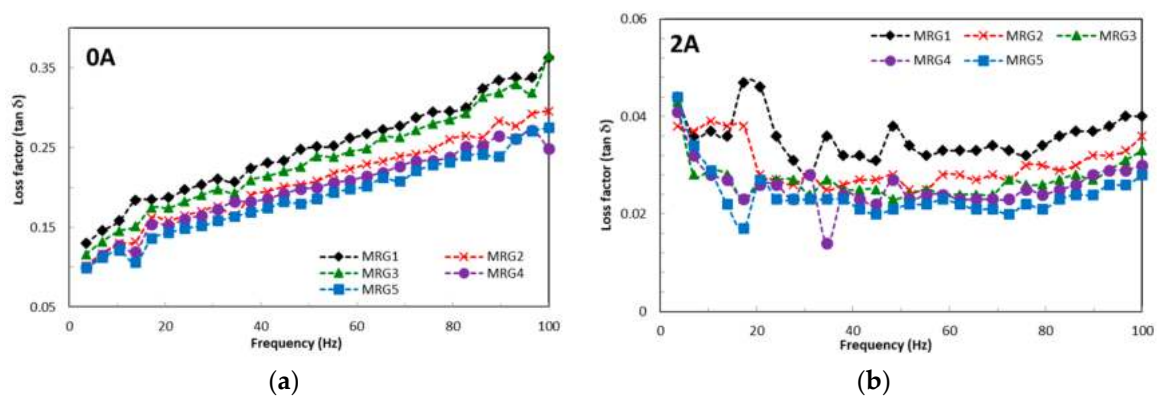 0A
Loss factor (tan δ)
0.35
0.25
0.15
0.05
0 20 40 60 80 100
Frequency (Hz)
MRG1 MRG2
MRG3 MRG4
MRG5
(a)
2A
Loss factor (tan δ)
0.06
0.04
0.02
0
0 20 40 60 80 100
Frequency (Hz)
MRG1 MRG2 MRG3
MRG4 MRG5
(b)